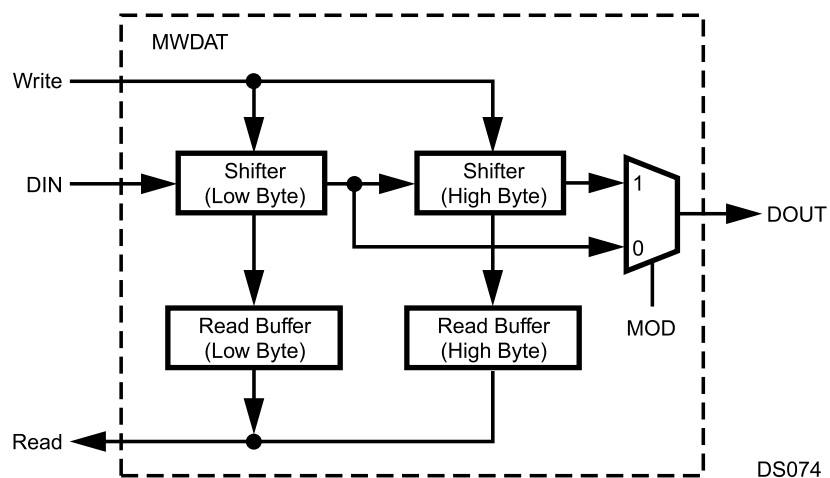 MWDAT
Write
DIN
Shifter
(Low Byte)
Shifter
(High Byte)
1
0
DOUT
MOD
Read Buffer
(Low Byte)
Read Buffer
(High Byte)
Read
DS074